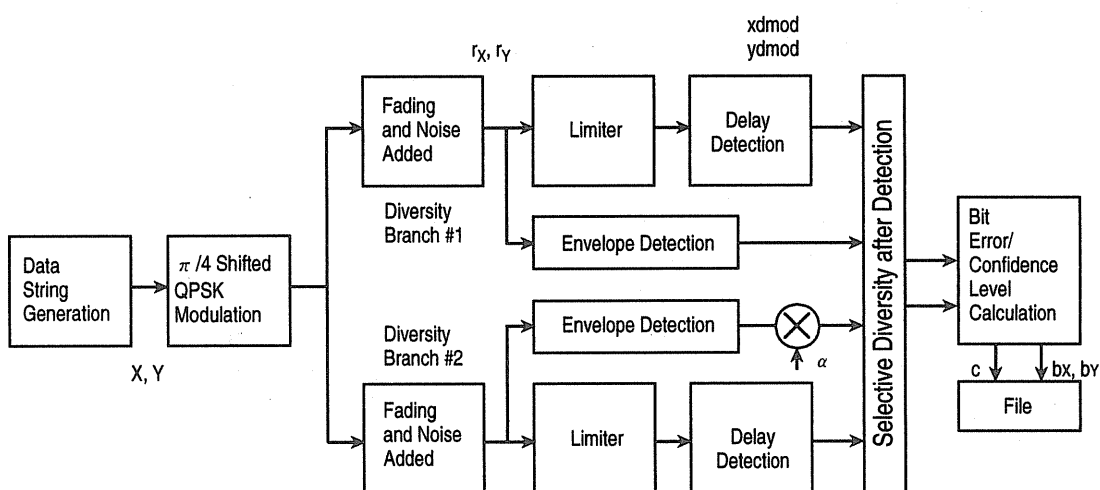 xdmod
ydmod
rX, rY
Fading
and Noise
Added
Limiter
Delay
Detection
Diversity
Branch #1
Envelope Detection
Data
String
Generation
π /4 Shifted
QPSK
Modulation
X, Y
Diversity
Branch #2
Envelope Detection
α
Fading
and Noise
Added
Limiter
Delay
Detection
Selective Diversity after Detection
Bit
Error/
Confidence
Level
Calculation
c
bX, bY
File